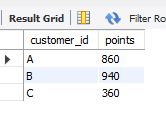 Result Grid Filter Ro
customer_id points
A 860
B 940
C 360